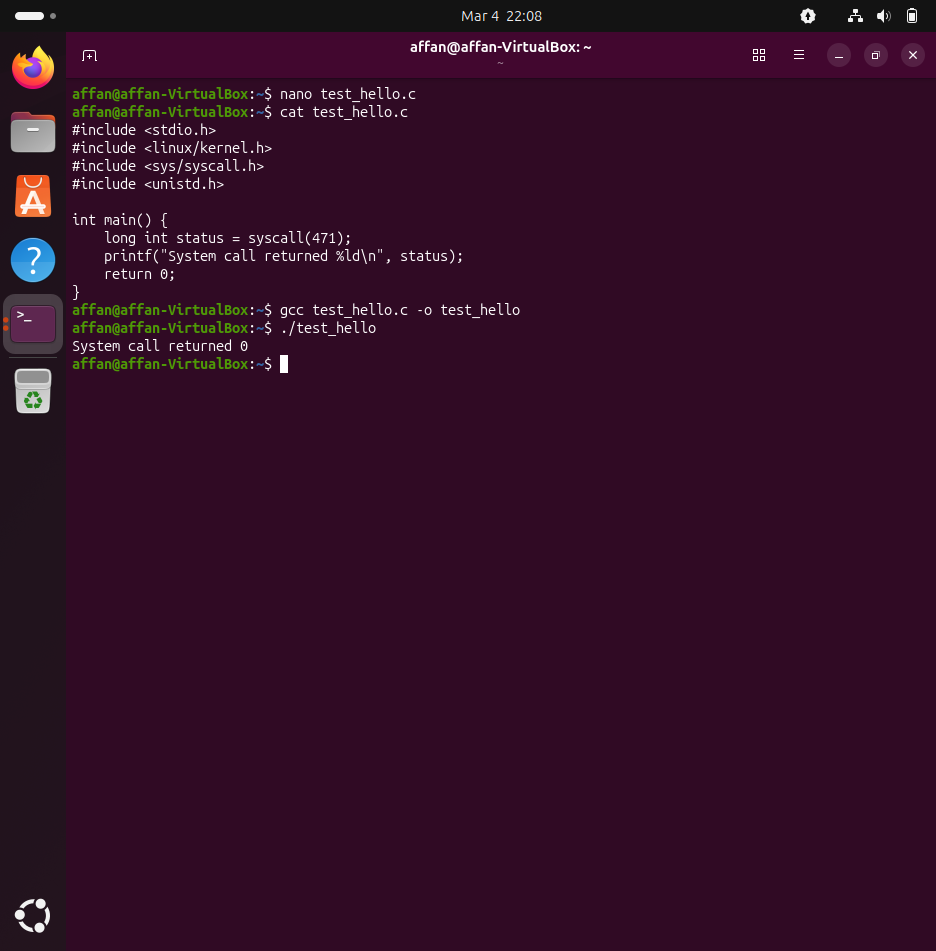 Mar 4 22:08
affan@affan-VirtualBox: ~
~
affan@affan-VirtualBox:~$ nano test_hello.c
affan@affan-VirtualBox:~$ cat test_hello.c
#include <stdio.h>
#include <linux/kernel.h>
#include <sys/syscall.h>
#include <unistd.h>

int main() {
    long int status = syscall(471);
    printf("System call returned %ld\n", status);
    return 0;
}
affan@affan-VirtualBox:~$ gcc test_hello.c -o test_hello
affan@affan-VirtualBox:~$ ./test_hello
System call returned 0
affan@affan-VirtualBox:~$